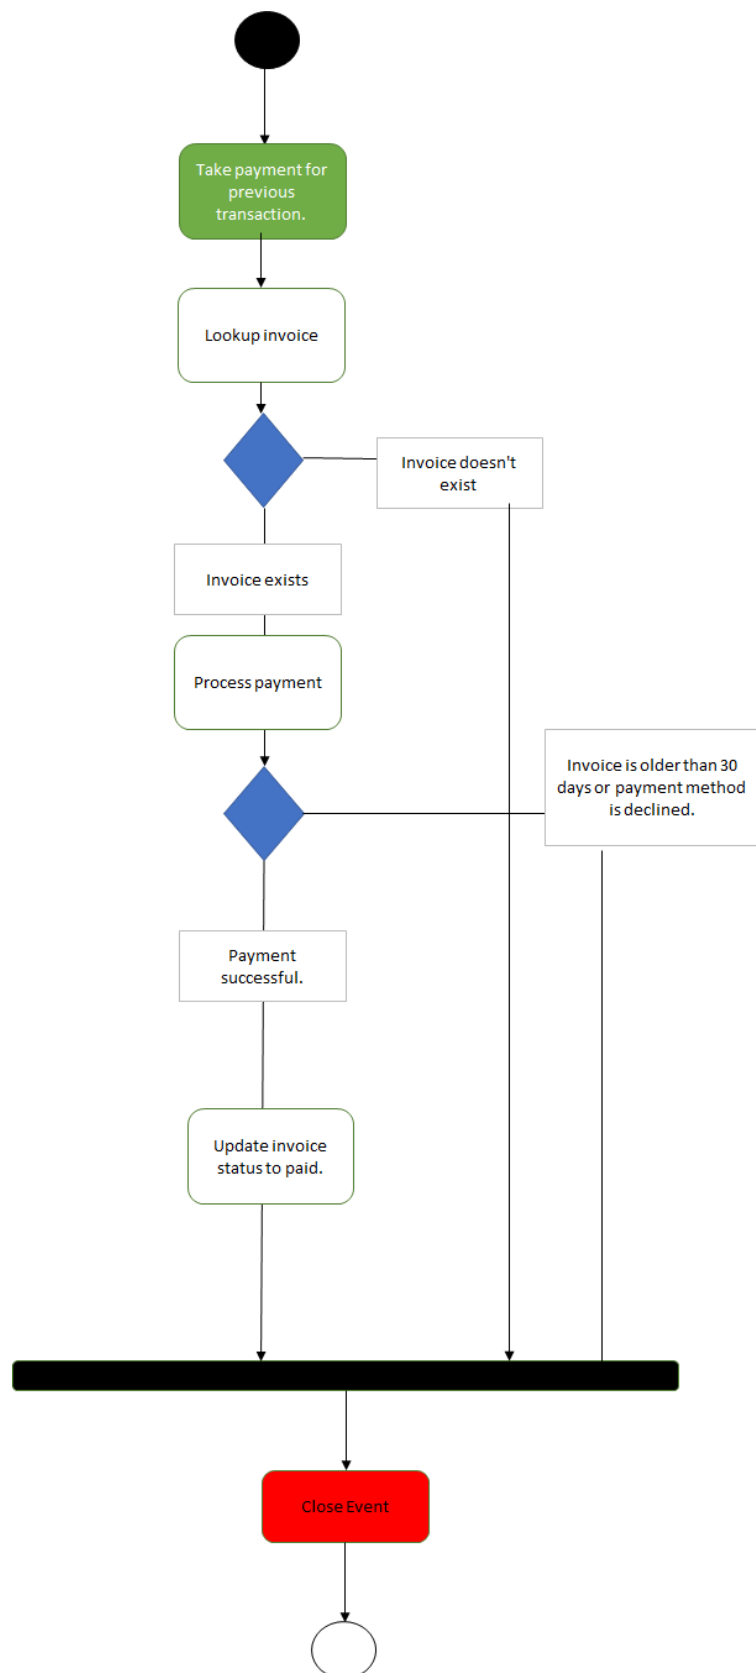 Take payment for
previous
transaction.
Lookup invoice
Invoice doesn't
exist
Invoice exists
Process payment
Invoice is older than 30
days or payment method
is declined.
Payment
successful.
Update invoice
status to paid.
Close Event